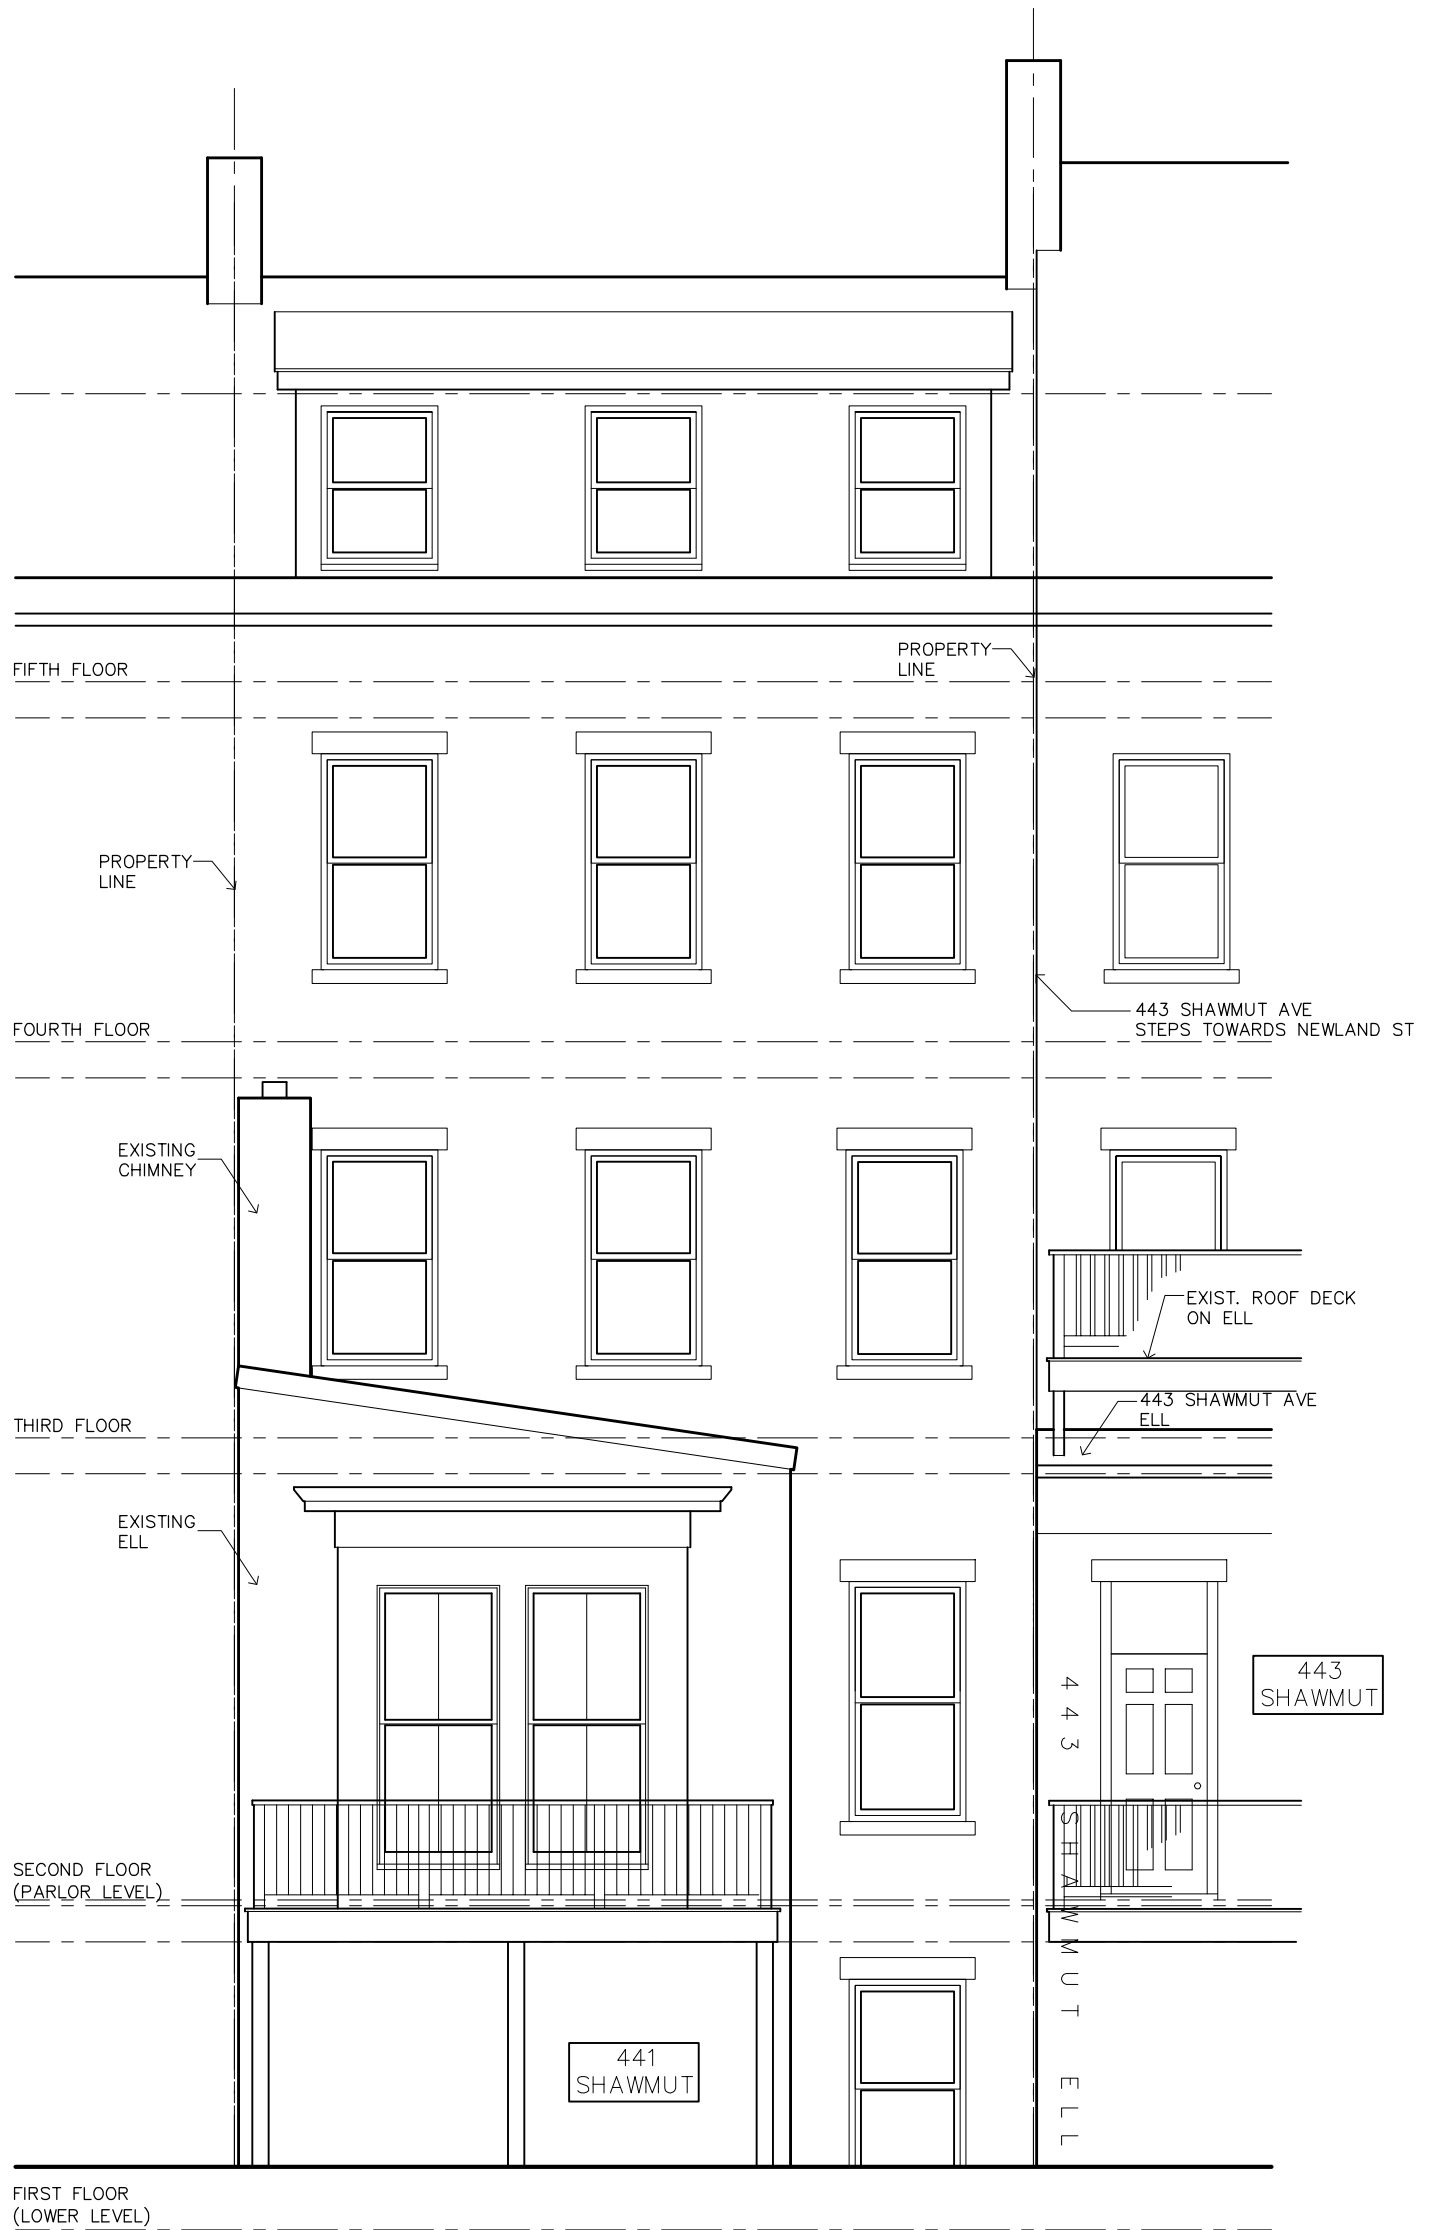 PROPERTY
LINE
FIFTH FLOOR
PROPERTY
LINE
443 SHAWMUT AVE
STEPS TOWARDS NEWLAND ST
FOURTH FLOOR
EXISTING
CHIMNEY
EXIST. ROOF DECK
ON ELL
443 SHAWMUT AVE
ELL
THIRD FLOOR
EXISTING
ELL
443
SHAWMUT
443 SHAWMUT ELL
SECOND FLOOR
(PARLOR LEVEL)
441
SHAWMUT
FIRST FLOOR
(LOWER LEVEL)